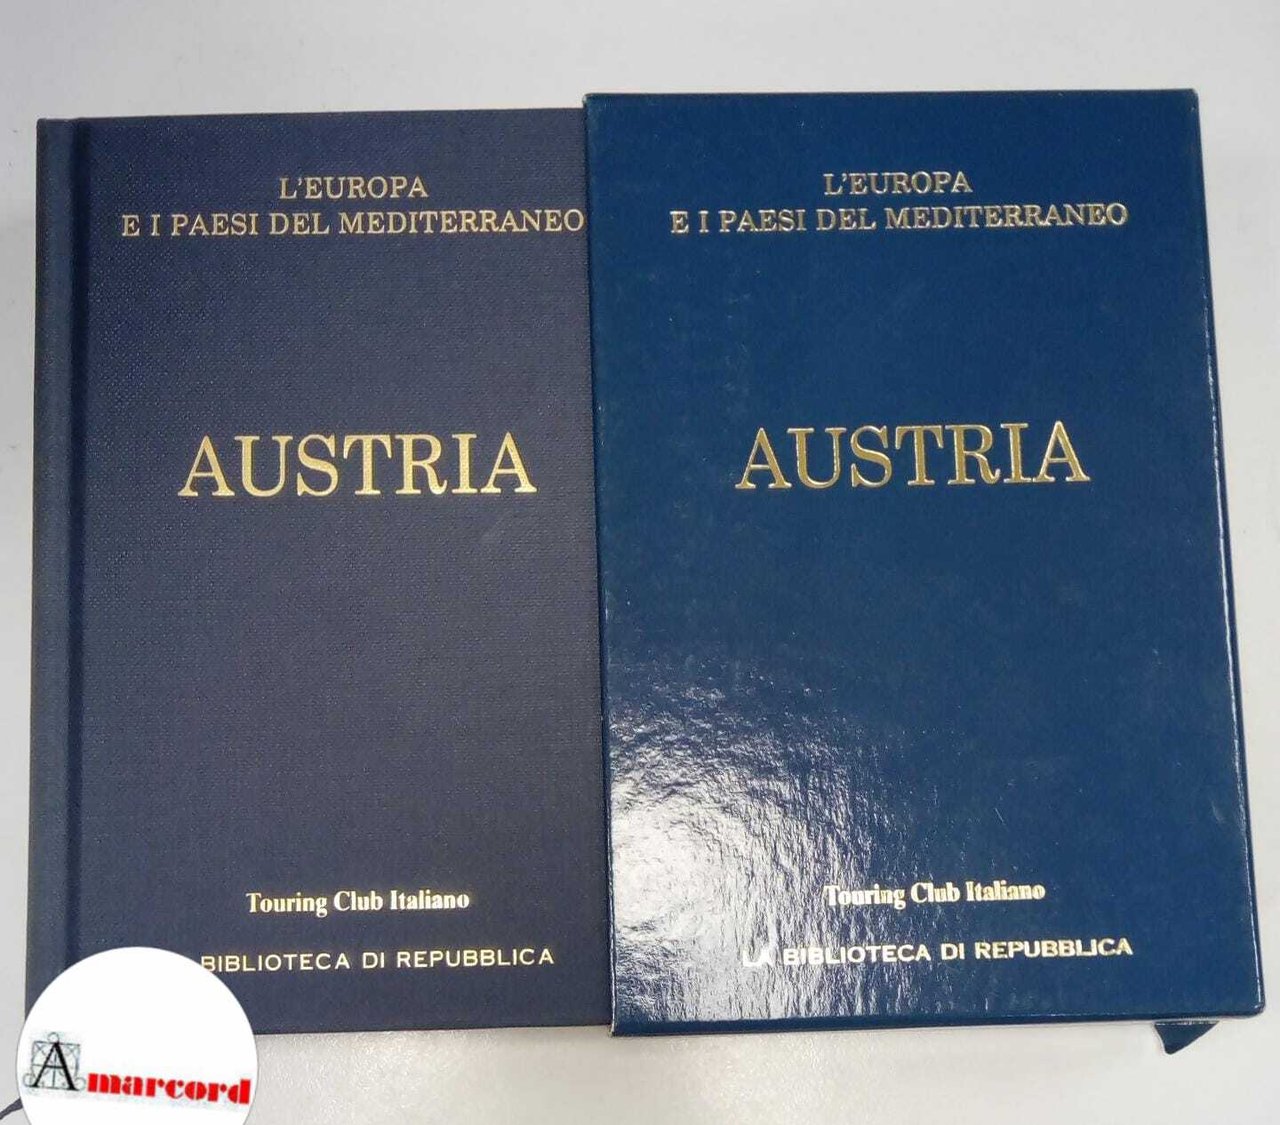 L'EUROPA
E I PAESI DEL MEDITERRANEO
AUSTRIA
Touring Club Italiano
BIBLIOTECA DI REPUBBLICA
L'EUROPA
E I PAESI DEL MEDITERRANEO
AUSTRIA
Touring Club Italiano
LA BIBLIOTECA DI REPUBBLICA
Amarcord